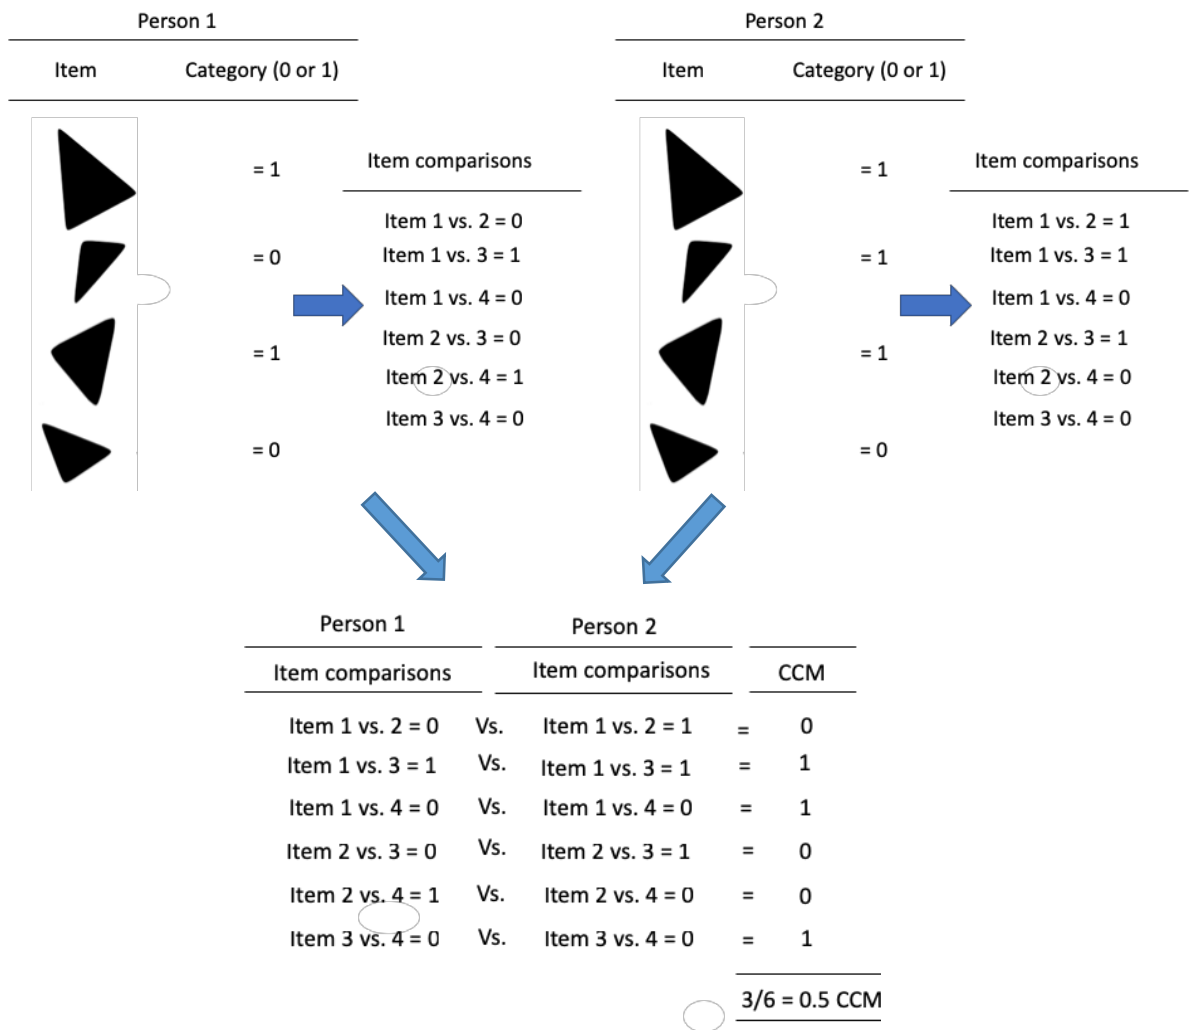 Person 1
Item Category (0 or 1)
= 1
= 0
= 1
= 0
Item comparisons
Item 1 vs. 2 = 0
Item 1 vs. 3 = 1
Item 1 vs. 4 = 0
Item 2 vs. 3 = 0
Item 2 vs. 4 = 1
Item 3 vs. 4 = 0
Person 2
Item Category (0 or 1)
= 1
= 1
= 1
= 0
Item comparisons
Item 1 vs. 2 = 1
Item 1 vs. 3 = 1
Item 1 vs. 4 = 0
Item 2 vs. 3 = 1
Item 2 vs. 4 = 0
Item 3 vs. 4 = 0
Person 1 Person 2
Item comparisons Item comparisons CCM
Item 1 vs. 2 = 0 Vs. Item 1 vs. 2 = 1 = 0
Item 1 vs. 3 = 1 Vs. Item 1 vs. 3 = 1 = 1
Item 1 vs. 4 = 0 Vs. Item 1 vs. 4 = 0 = 1
Item 2 vs. 3 = 0 Vs. Item 2 vs. 3 = 1 = 0
Item 2 vs. 4 = 1 Vs. Item 2 vs. 4 = 0 = 0
Item 3 vs. 4 = 0 Vs. Item 3 vs. 4 = 0 = 1
3/6 = 0.5 CCM